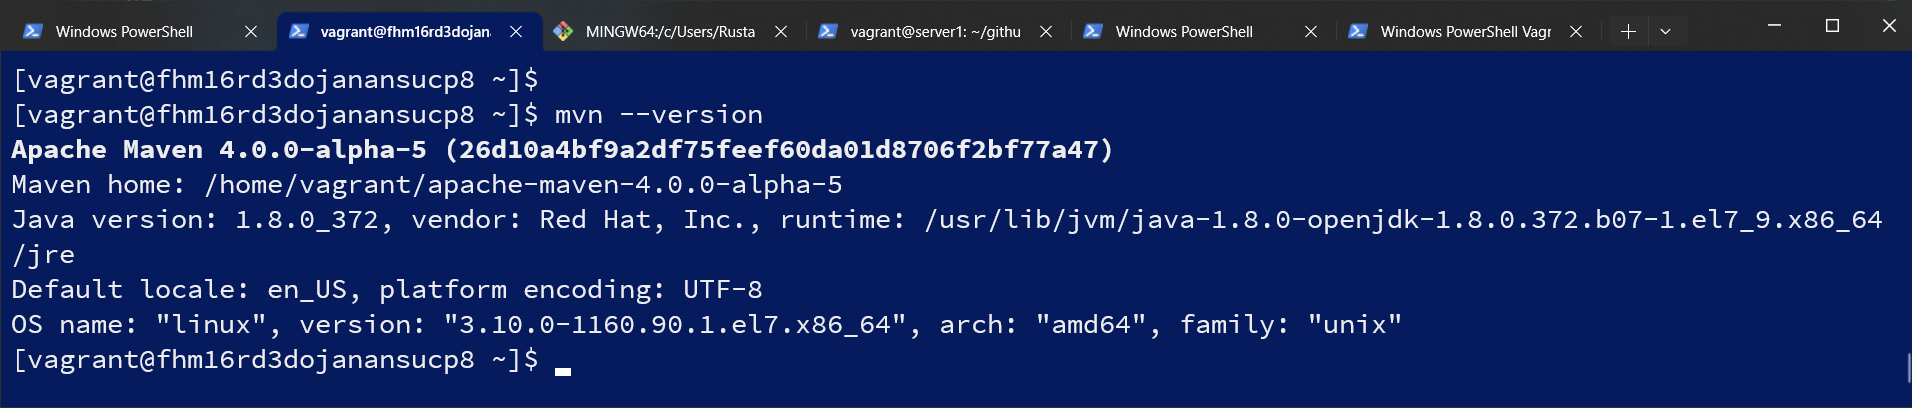 Windows PowerShell
vagrant@fhm16rd3dojanan
MINGW64:/c/Users/Rusta
vagrant@server1: ~/githu
Windows PowerShell
Windows PowerShell Vagr
[vagrant@fhm16rd3dojanansucp8 ~]$
[vagrant@fhm16rd3dojanansucp8 ~]$ mvn --version
Apache Maven 4.0.0-alpha-5 (26d10a4bf9a2df75feef60da01d8706f2bf77a47)
Maven home: /home/vagrant/apache-maven-4.0.0-alpha-5
Java version: 1.8.0_372, vendor: Red Hat, Inc., runtime: /usr/lib/jvm/java-1.8.0-openjdk-1.8.0.372.b07-1.el7_9.x86_64
/jre
Default locale: en_US, platform encoding: UTF-8
OS name: "linux", version: "3.10.0-1160.90.1.el7.x86_64", arch: "amd64", family: "unix"
[vagrant@fhm16rd3dojanansucp8 ~]$